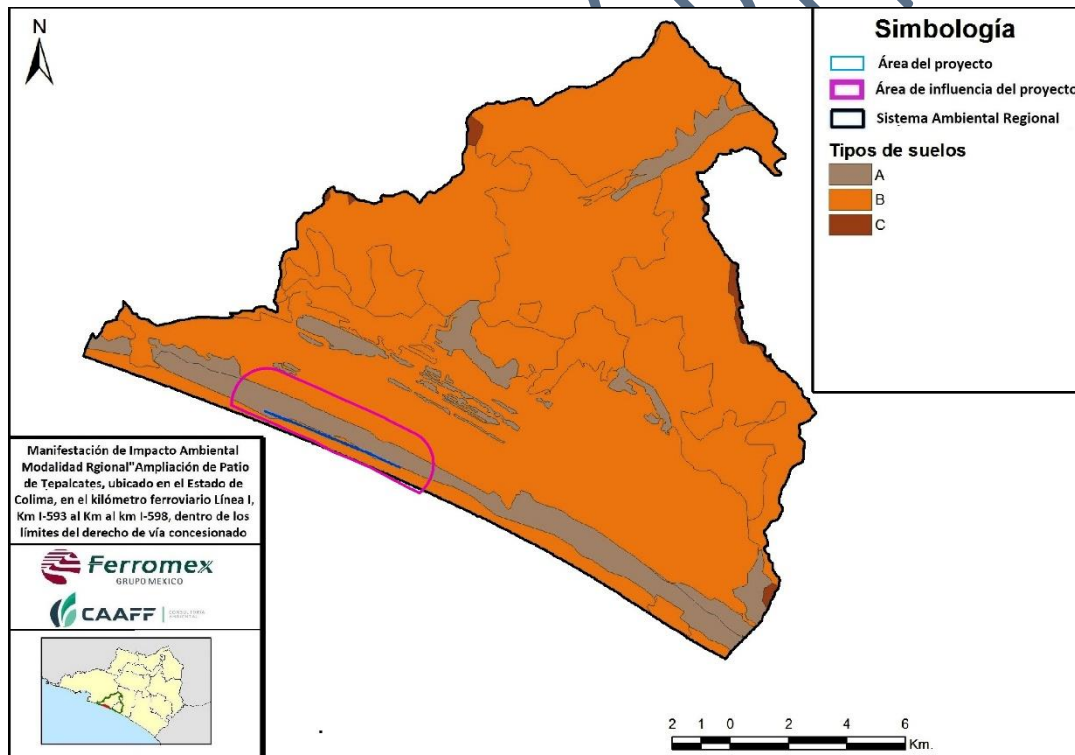 N
Simbología
Área del proyecto
Área de influencia del proyecto
Sistema Ambiental Regional
Tipos de suelos
A
B
C
Manifestación de Impacto Ambiental
Modalidad Rgional"Ampliación de Patio
de Tepalcates, ubicado en el Estado de
Colima, en el kilómetro ferroviario Línea I,
Km I-593 al Km al km I-598, dentro de los
límites del derecho de vía concesionado
Ferromex
GRUPO MEXICO
CAAFF
CONSULTORÍA
AMBIENTAL
2 1 0 2 4 6
Km.